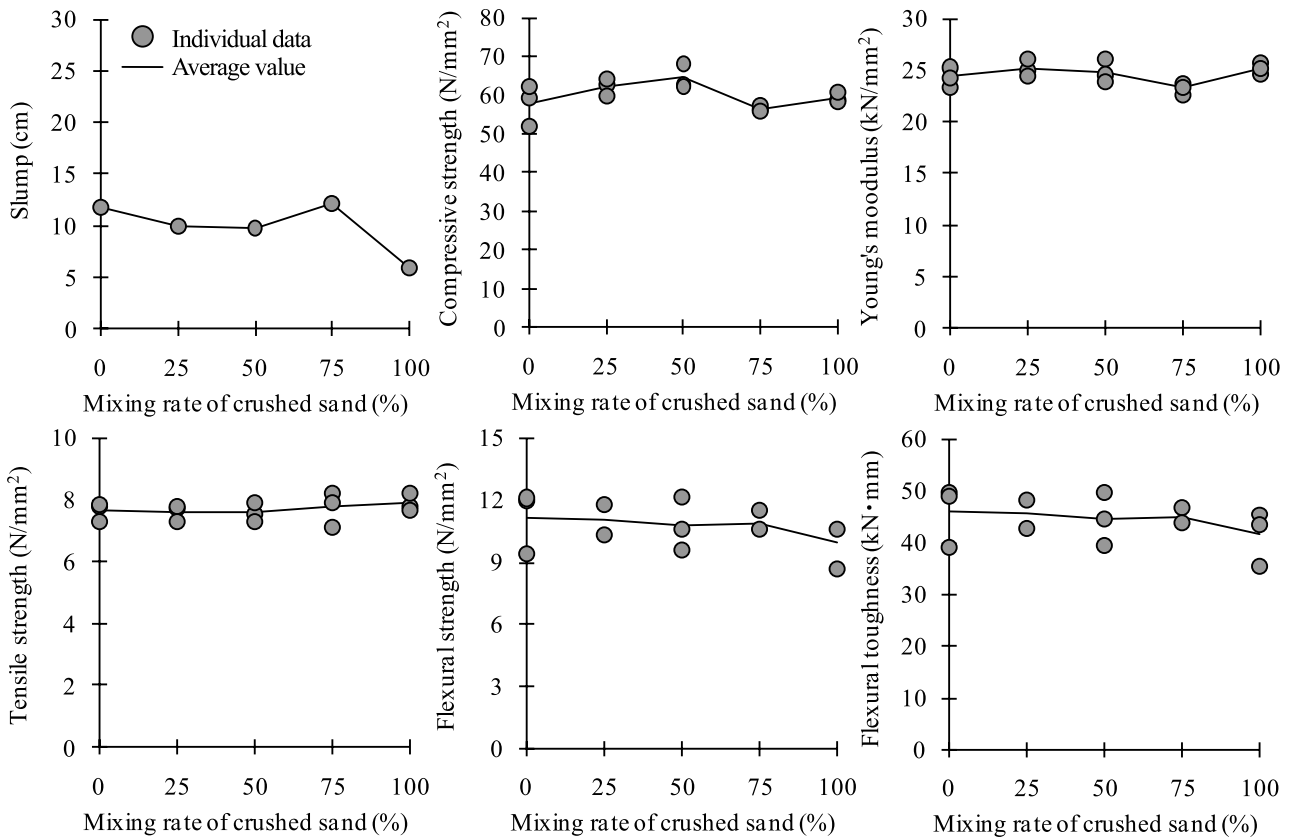 Slump (cm)
30
25
20
15
10
5
0
Individual data
Average value
0 25 50 75 100
Mixing rate of crushed sand (%)
Compressive strength (N/mm²)
80
70
60
50
40
30
20
10
0
0 25 50 75 100
Mixing rate of crushed sand (%)
Young's moodulus (kN/mm²)
30
25
20
15
10
5
0
0 25 50 75 100
Mixing rate of crushed sand (%)
Tensile strength (N/mm²)
10
8
6
4
2
0
0 25 50 75 100
Mixing rate of crushed sand (%)
Flexural strength (N/mm²)
15
12
9
6
3
0
0 25 50 75 100
Mixing rate of crushed sand (%)
Flextural toughness (kN・mm)
60
50
40
30
20
10
0
0 25 50 75 100
Mixing rate of crushed sand (%)